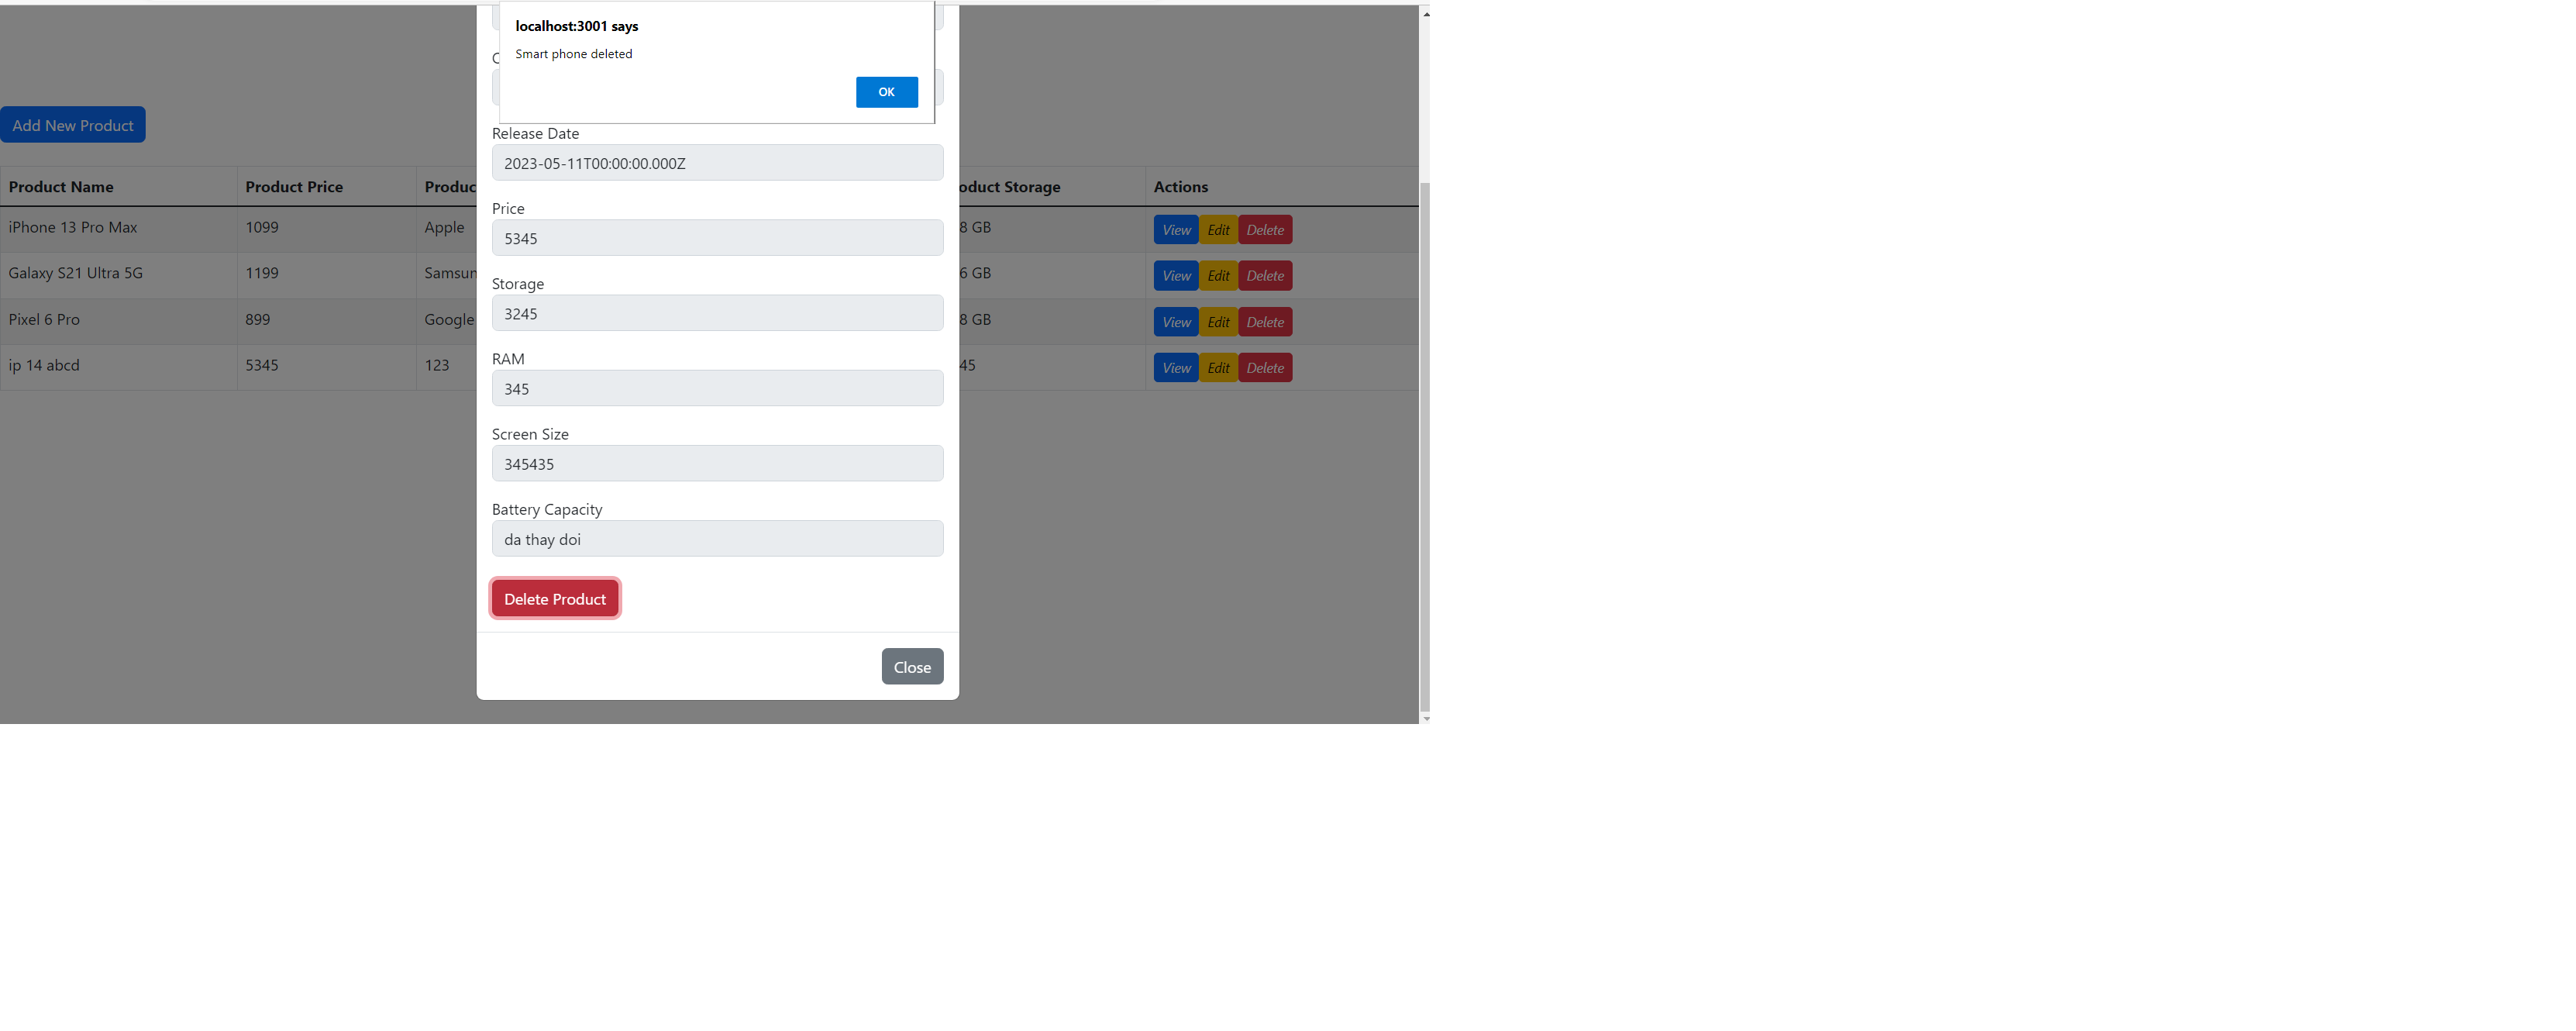 localhost:3001 says
Smart phone deleted
OK
Add New Product
Release Date
2023-05-11T00:00:00.000Z
Price
5345
Storage
3245
RAM
345
Screen Size
345435
Battery Capacity
da thay doi
Delete Product
Close
Product Name Product Price Actions
iPhone 13 Pro Max 1099 Apple 8 GB View Edit Delete
Galaxy S21 Ultra 5G 1199 6 GB View Edit Delete
Pixel 6 Pro 899 Google 8 GB View Edit Delete
ip 14 abcd 5345 123 45 View Edit Delete
Storage